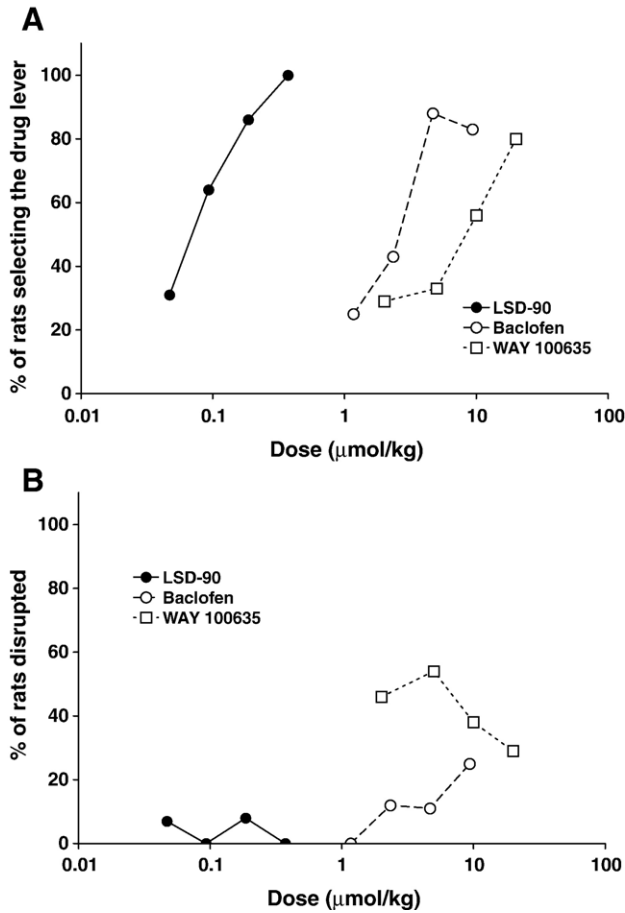 A
% of rats selecting the drug lever
100
80
60
40
20
0
LSD-90
Baclofen
WAY 100635
0.01 0.1 1 10 100
Dose (μmol/kg)
B
% of rats disrupted
100
80
60
40
20
0
LSD-90
Baclofen
WAY 100635
0.01 0.1 1 10 100
Dose (μmol/kg)